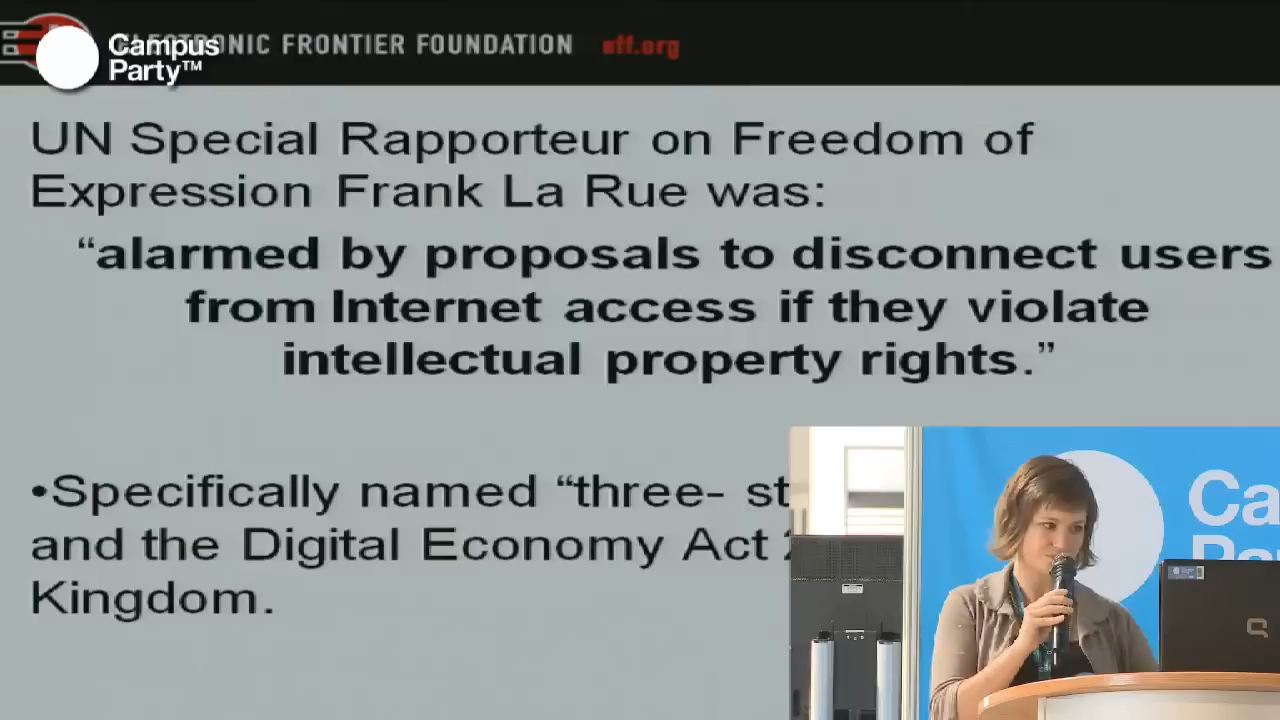 ELECTRONIC FRONTIER FOUNDATION eff.org
Campus
Party™
UN Special Rapporteur on Freedom of
Expression Frank La Rue was:
“alarmed by proposals to disconnect users
from Internet access if they violate
intellectual property rights.”
•Specifically named “three- st
and the Digital Economy Act
Kingdom.
Ca
Pa